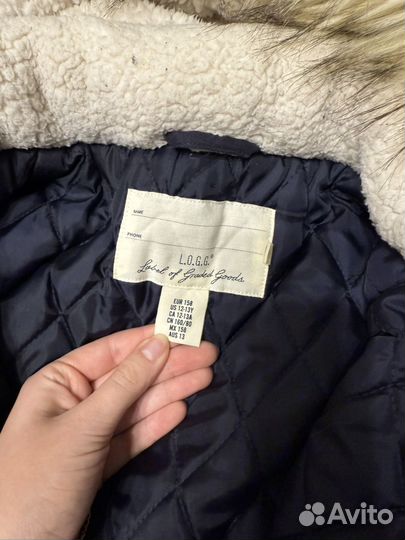 NAME
PHONE
L.O.G.G.®
Label of Graded Goods
EUR 158
US 12-13Y
CA 12-13A
CN 160/80
MX 158
AUS 13
Avito